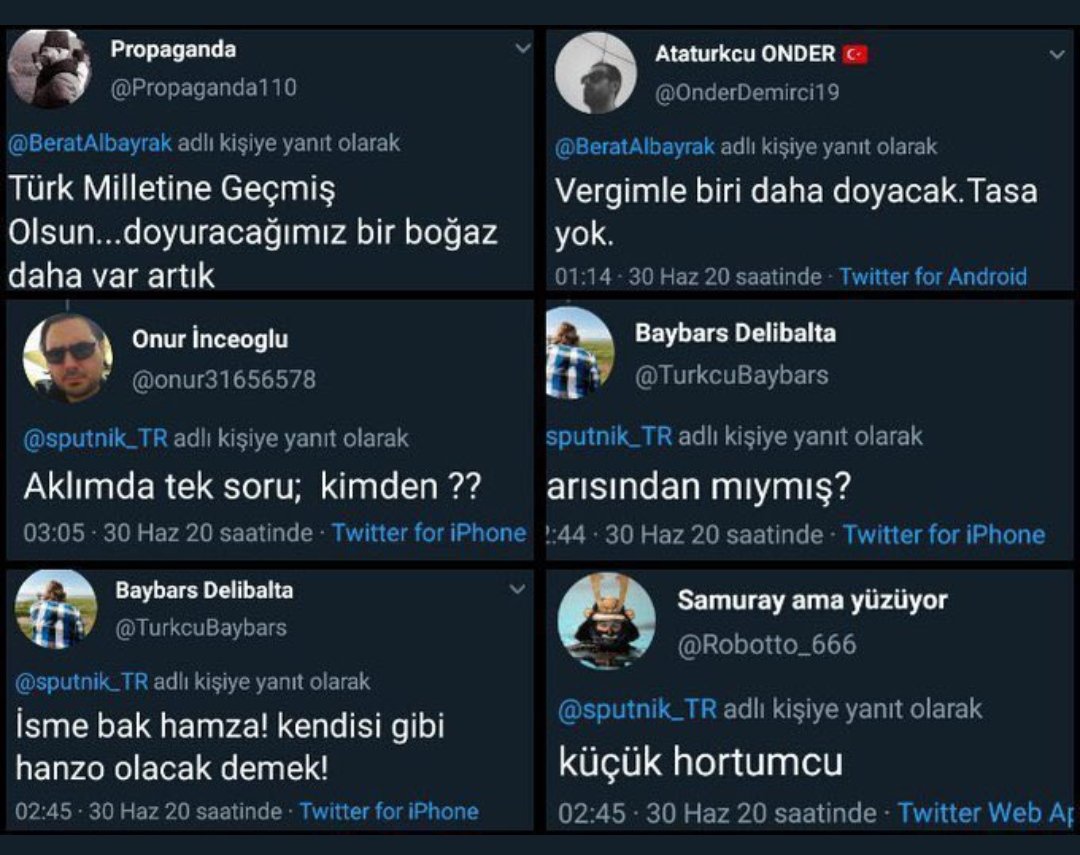 Propaganda
@Propaganda110
@BeratAlbayrak adlı kişiye yanıt olarak
Türk Milletine Geçmiş
Olsun...doyuracağımız bir boğaz
daha var artık
Ataturkcu ONDER 🇹🇷
@OnderDemirci19
@BeratAlbayrak adlı kişiye yanıt olarak
Vergimle biri daha doyacak.Tasa
yok.
01:14 · 30 Haz 20 saatinde · Twitter for Android
Onur İnceoglu
@onur31656578
@sputnik_TR adlı kişiye yanıt olarak
Aklımda tek soru; kimden ??
03:05 · 30 Haz 20 saatinde · Twitter for iPhone
Baybars Delibalta
@TurkcuBaybars
sputnik_TR adlı kişiye yanıt olarak
arısından mıymış?
:44 · 30 Haz 20 saatinde · Twitter for iPhone
Baybars Delibalta
@TurkcuBaybars
@sputnik_TR adlı kişiye yanıt olarak
İsme bak hamza! kendisi gibi
hanzo olacak demek!
02:45 · 30 Haz 20 saatinde · Twitter for iPhone
Samuray ama yüzüyor
@Robotto_666
@sputnik_TR adlı kişiye yanıt olarak
küçük hortumcu
02:45 · 30 Haz 20 saatinde · Twitter Web Ap